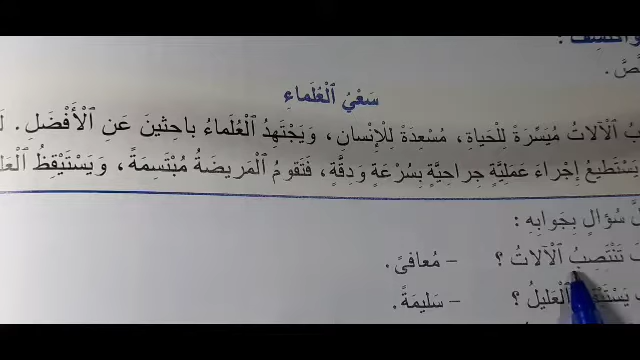 سَعْيُ ٱلْعُلَماءِ
ٱلْآلاتُ مُيَسِّرَةً لِلْحَياةِ، مُسْعِدَةً لِلْإِنْسانِ، وَيَجْتَهِدُ ٱلْعُلَماءُ باحِثينَ عَنِ ٱلْأَفْضَلِ.
يَسْتَطيعُ إِجْراءَ عَمَلِيَّةٍ جِراحِيَّةٍ بِسُرْعَةٍ وَدِقَّةٍ، فَتَقومُ ٱلْمَريضَةُ مُبْتَسِمَةً، وَيَسْتَيْقِظُ
سُؤالٍ بِجَوابِهِ :
تَنْتَصِبُ ٱلْآلاتُ ؟ – مُعافىً.
ٱلْعَليلُ ؟ – سَليمَةً.